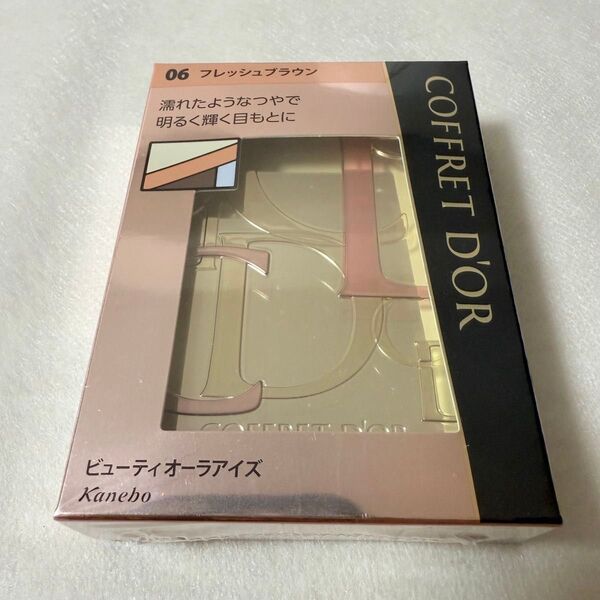 06 フレッシュブラウン
濡れたようなつやで
明るく輝く目もとに
COFFRET D'OR
COFFRET D'OR
ビューティオーラアイズ
Kanebo